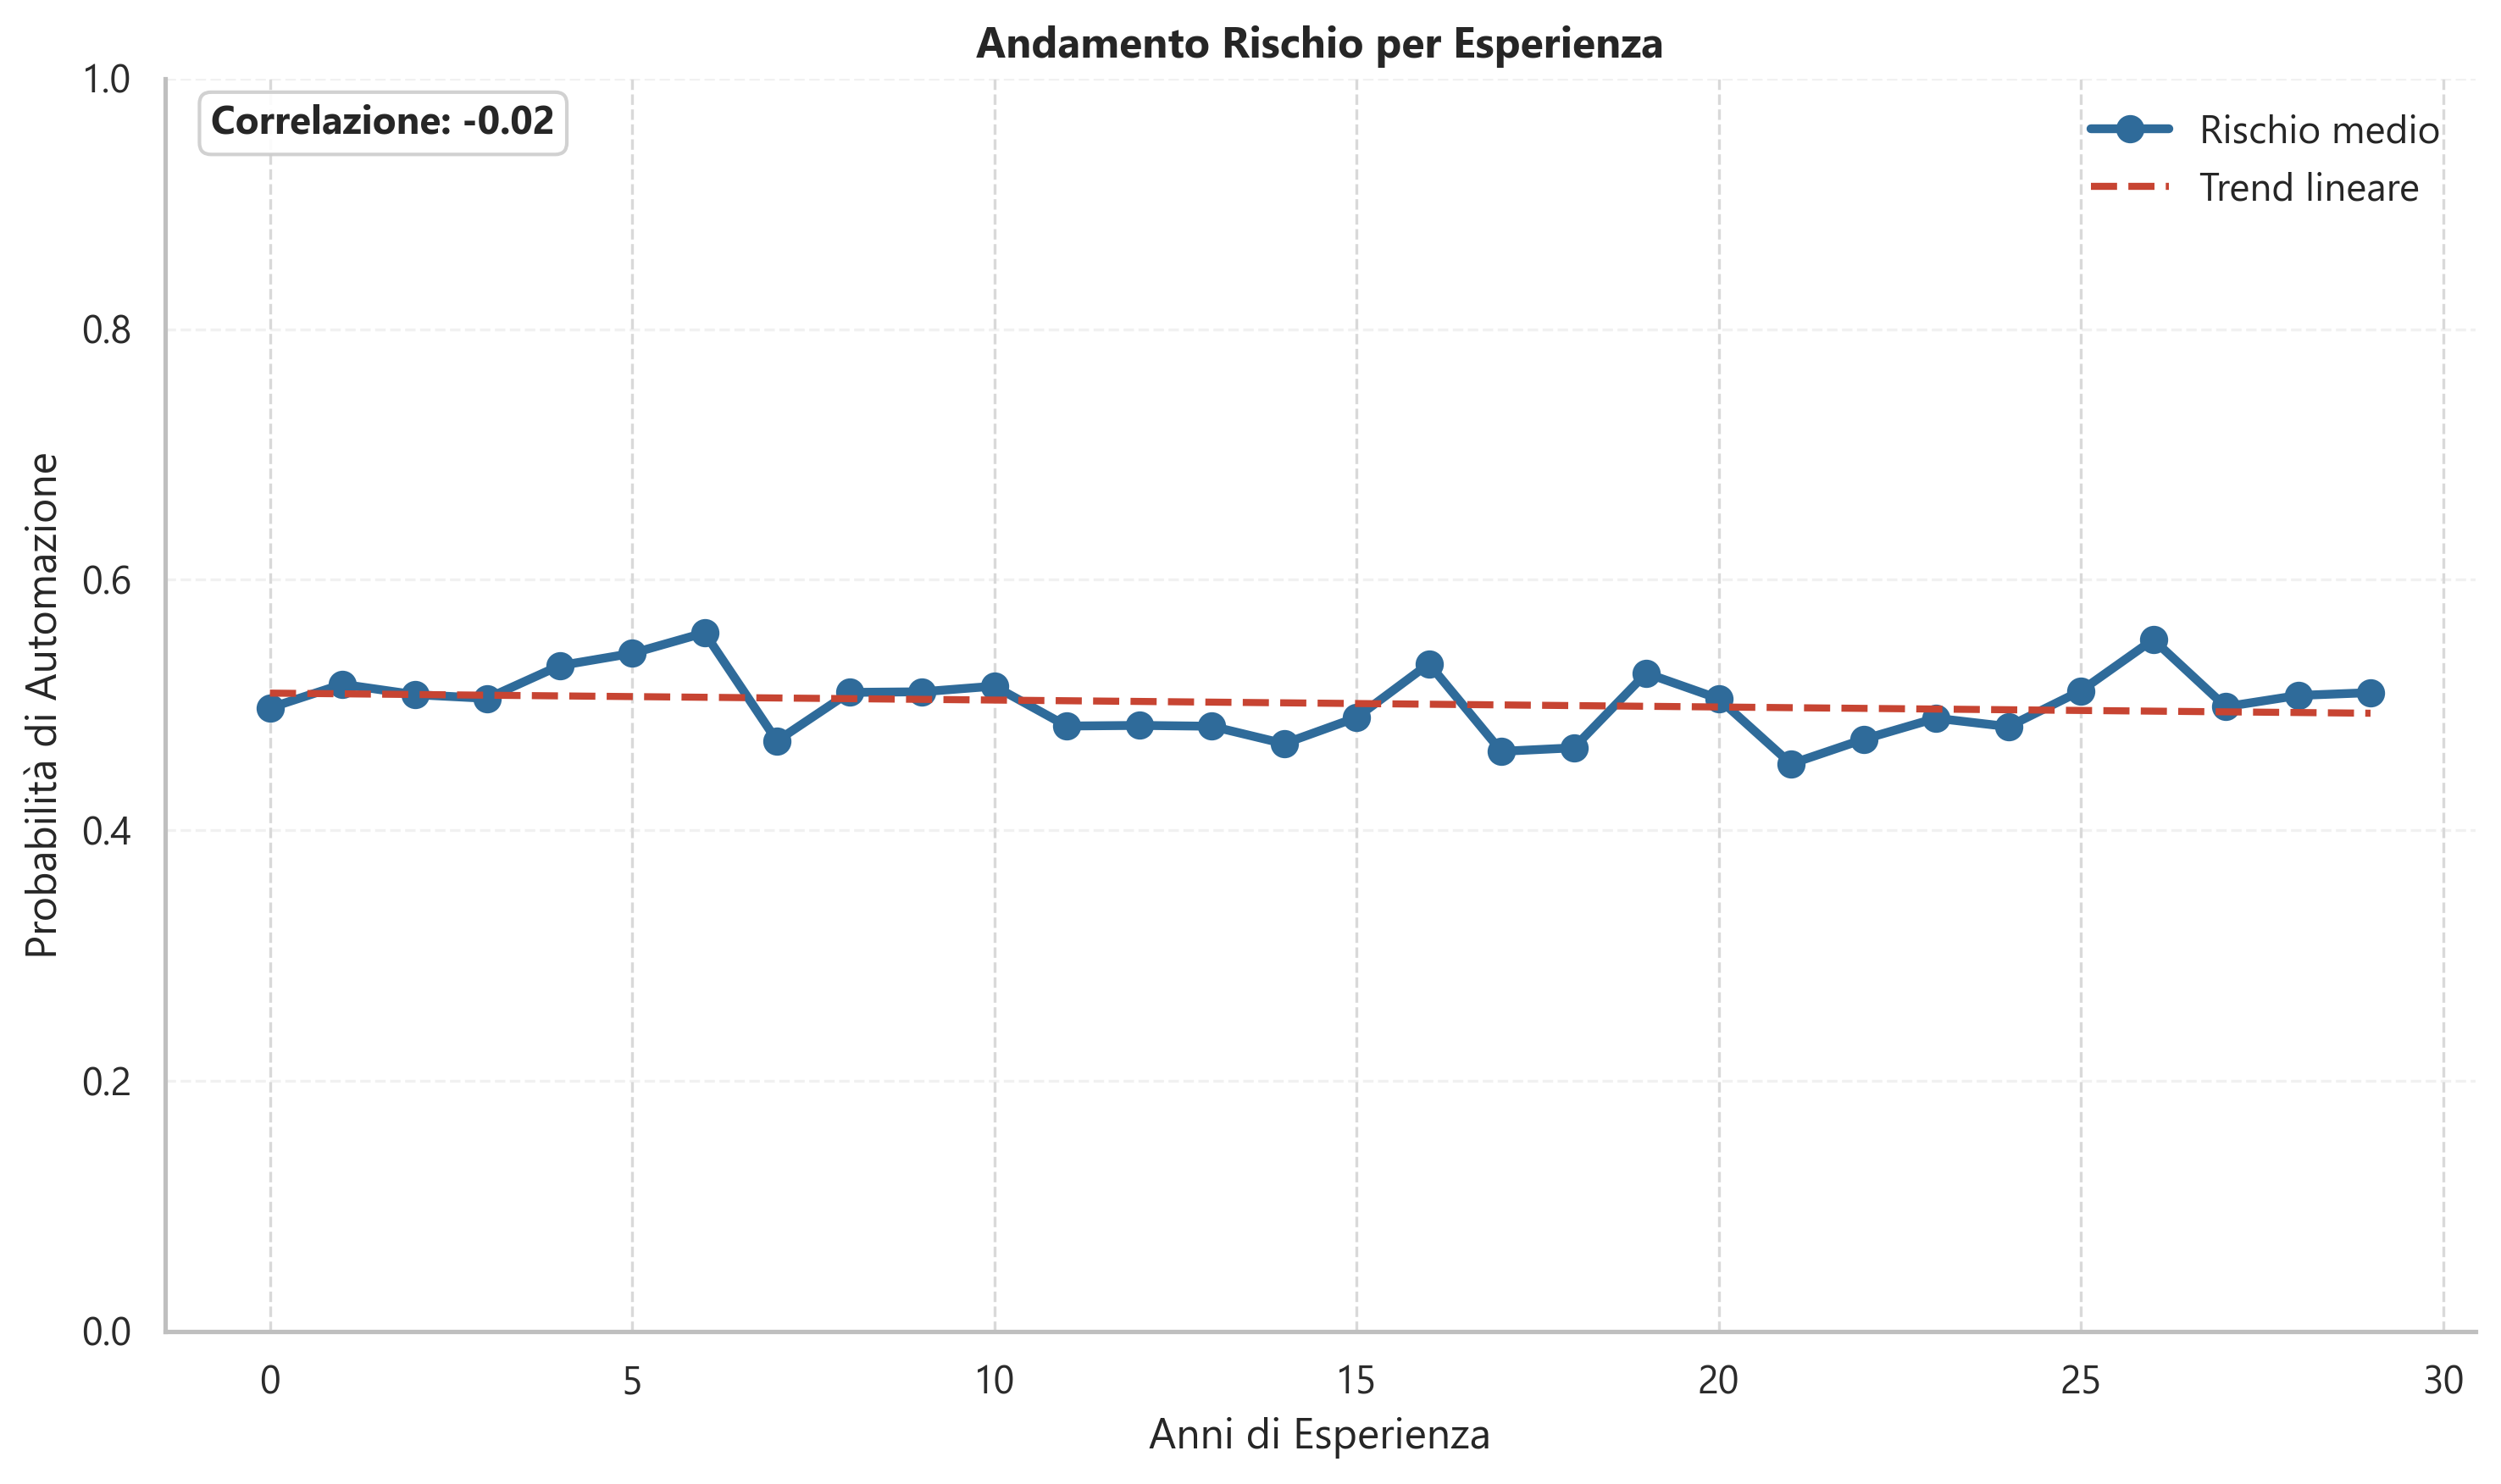 Andamento Rischio per Esperienza
Correlazione: -0.02
Rischio medio
Trend lineare
Probabilità di Automazione
1.0
0.8
0.6
0.4
0.2
0.0
0 5 10 15 20 25 30
Anni di Esperienza